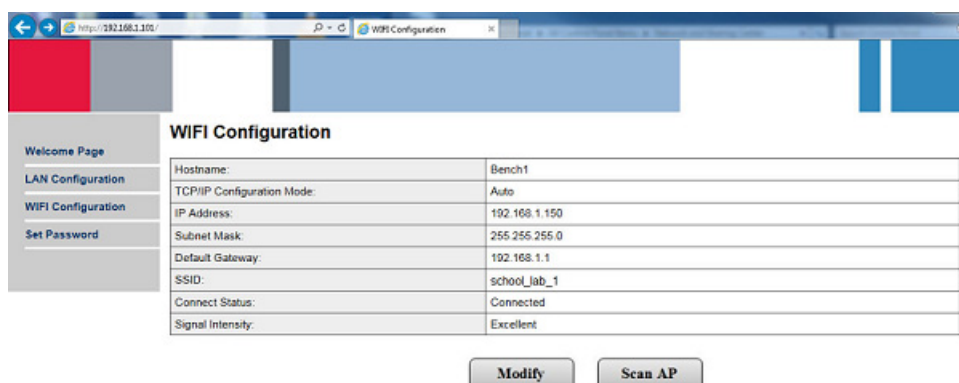 http://192.168.1.101/
WIFI Configuration
WIFI Configuration
Welcome Page
LAN Configuration
WIFI Configuration
Set Password
Hostname: Bench1
TCP/IP Configuration Mode: Auto
IP Address: 192.168.1.150
Subnet Mask: 255.255.255.0
Default Gateway: 192.168.1.1
SSID: school_lab_1
Connect Status: Connected
Signal Intensity: Excellent
Modify Scan AP